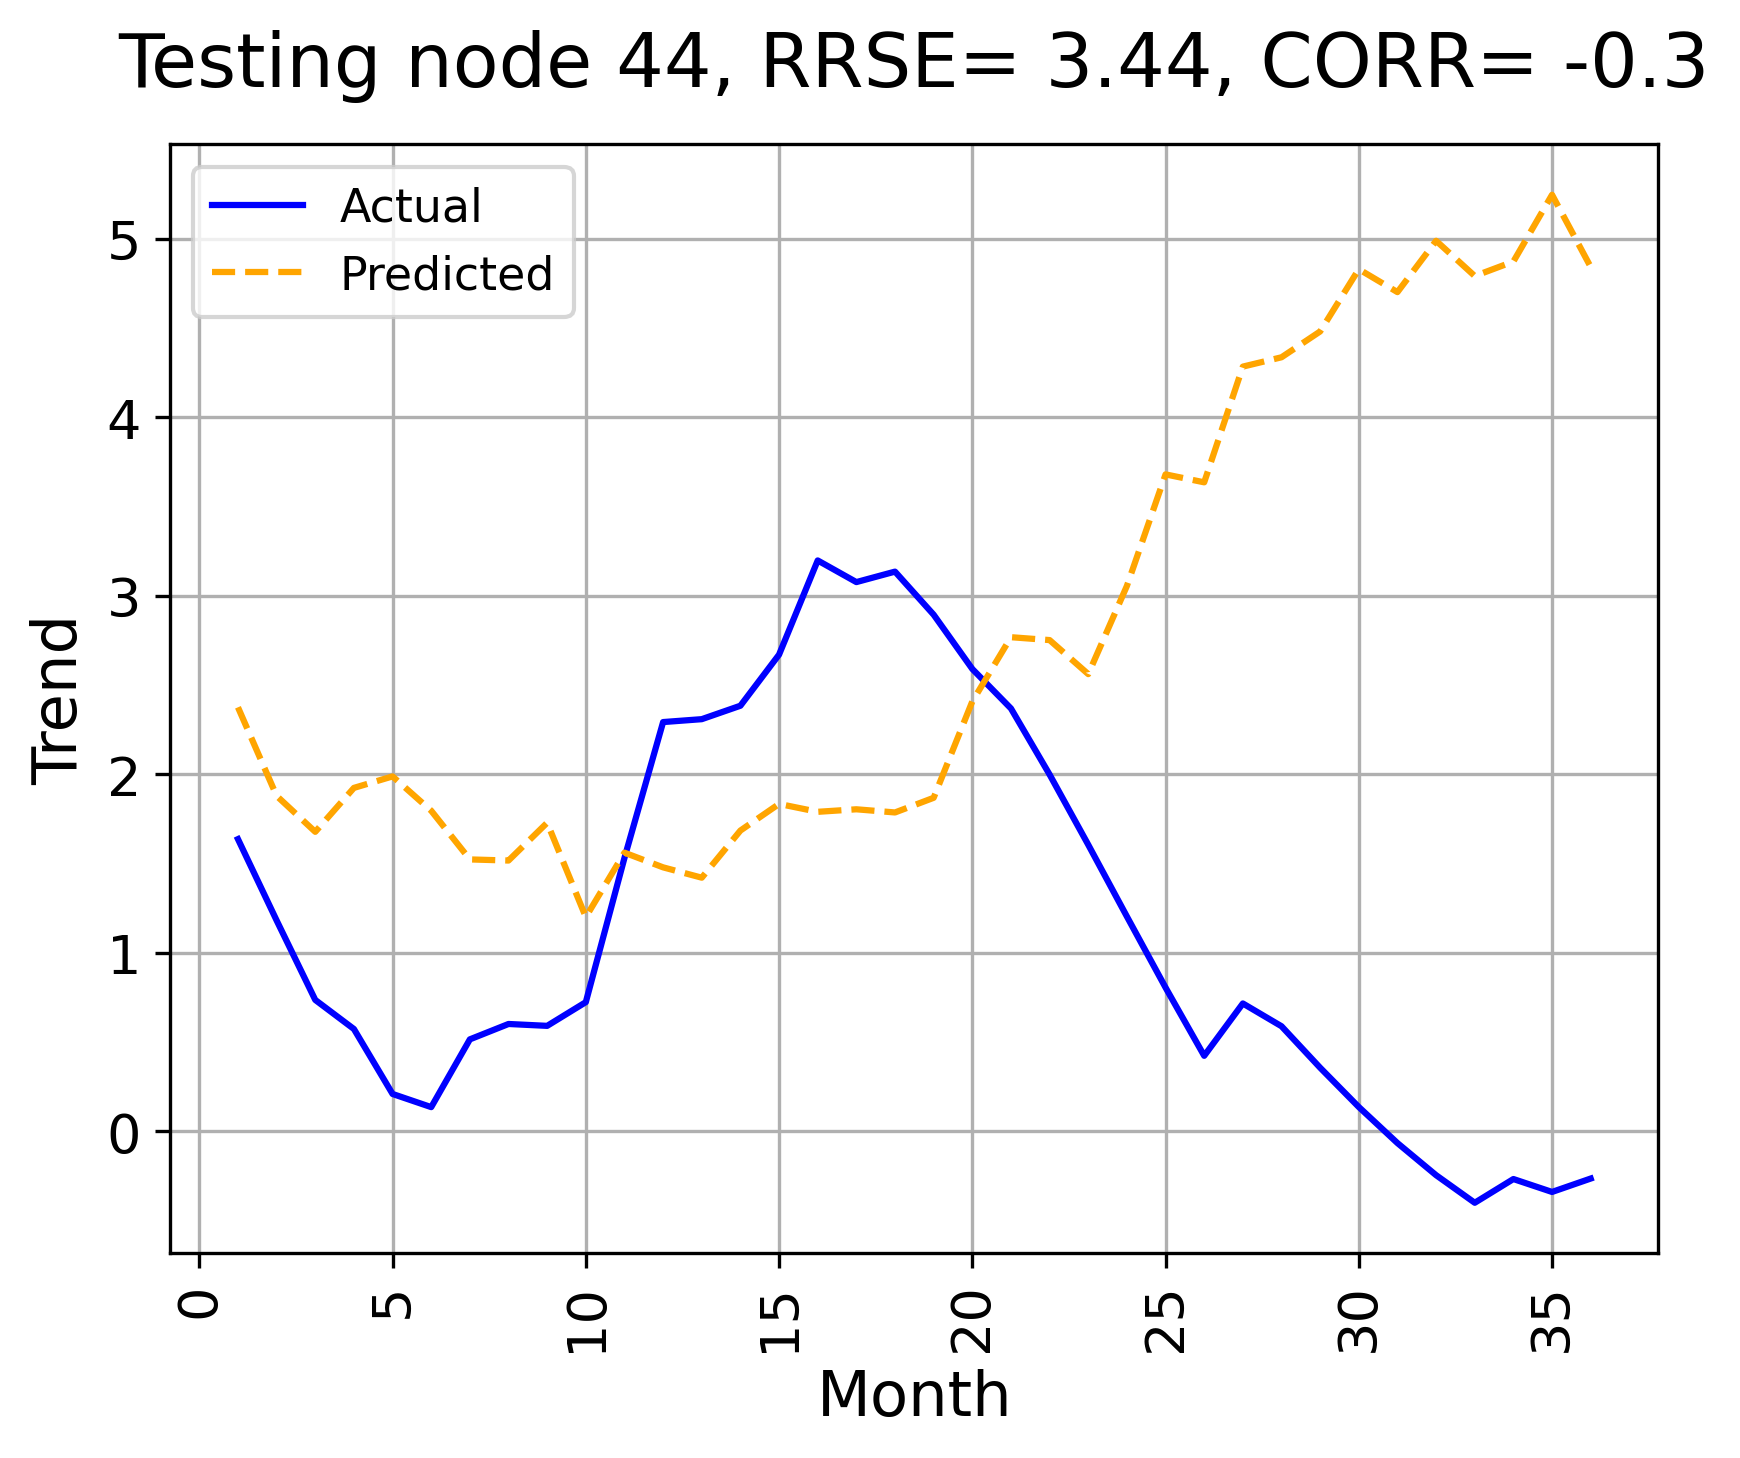 Testing node 44, RRSE= 3.44, CORR= -0.3
Actual
Predicted
5
4
3
2
1
0
Trend
0 5 10 15 20 25 30 35
Month